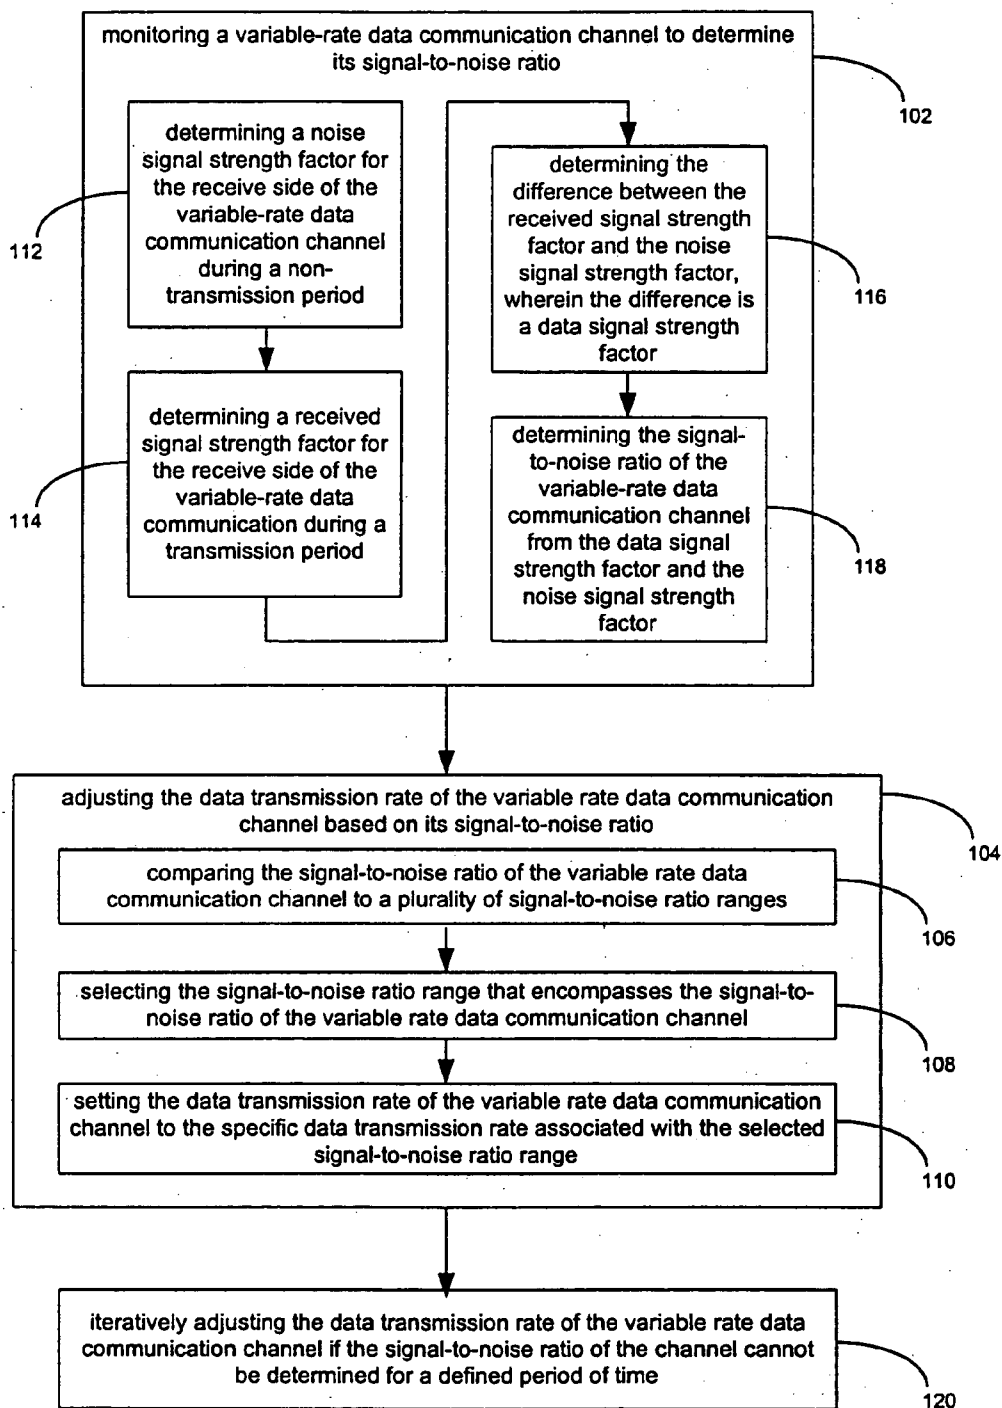 monitoring a variable-rate data communication channel to determine
its signal-to-noise ratio
102
determining a noise
signal strength factor for
the receive side of the
variable-rate data
communication channel
during a non-
transmission period
112
determining a received
signal strength factor for
the receive side of the
variable-rate data
communication during a
transmission period
114
determining the
difference between the
received signal strength
factor and the noise
signal strength factor,
wherein the difference is
a data signal strength
factor
116
determining the signal-
to-noise ratio of the
variable-rate data
communication channel
from the data signal
strength factor and the
noise signal strength
factor
118
adjusting the data transmission rate of the variable rate data communication
channel based on its signal-to-noise ratio
104
comparing the signal-to-noise ratio of the variable rate data
communication channel to a plurality of signal-to-noise ratio ranges
106
selecting the signal-to-noise ratio range that encompasses the signal-to-
noise ratio of the variable rate data communication channel
108
setting the data transmission rate of the variable rate data communication
channel to the specific data transmission rate associated with the selected
signal-to-noise ratio range
110
iteratively adjusting the data transmission rate of the variable rate data
communication channel if the signal-to-noise ratio of the channel cannot
be determined for a defined period of time
120